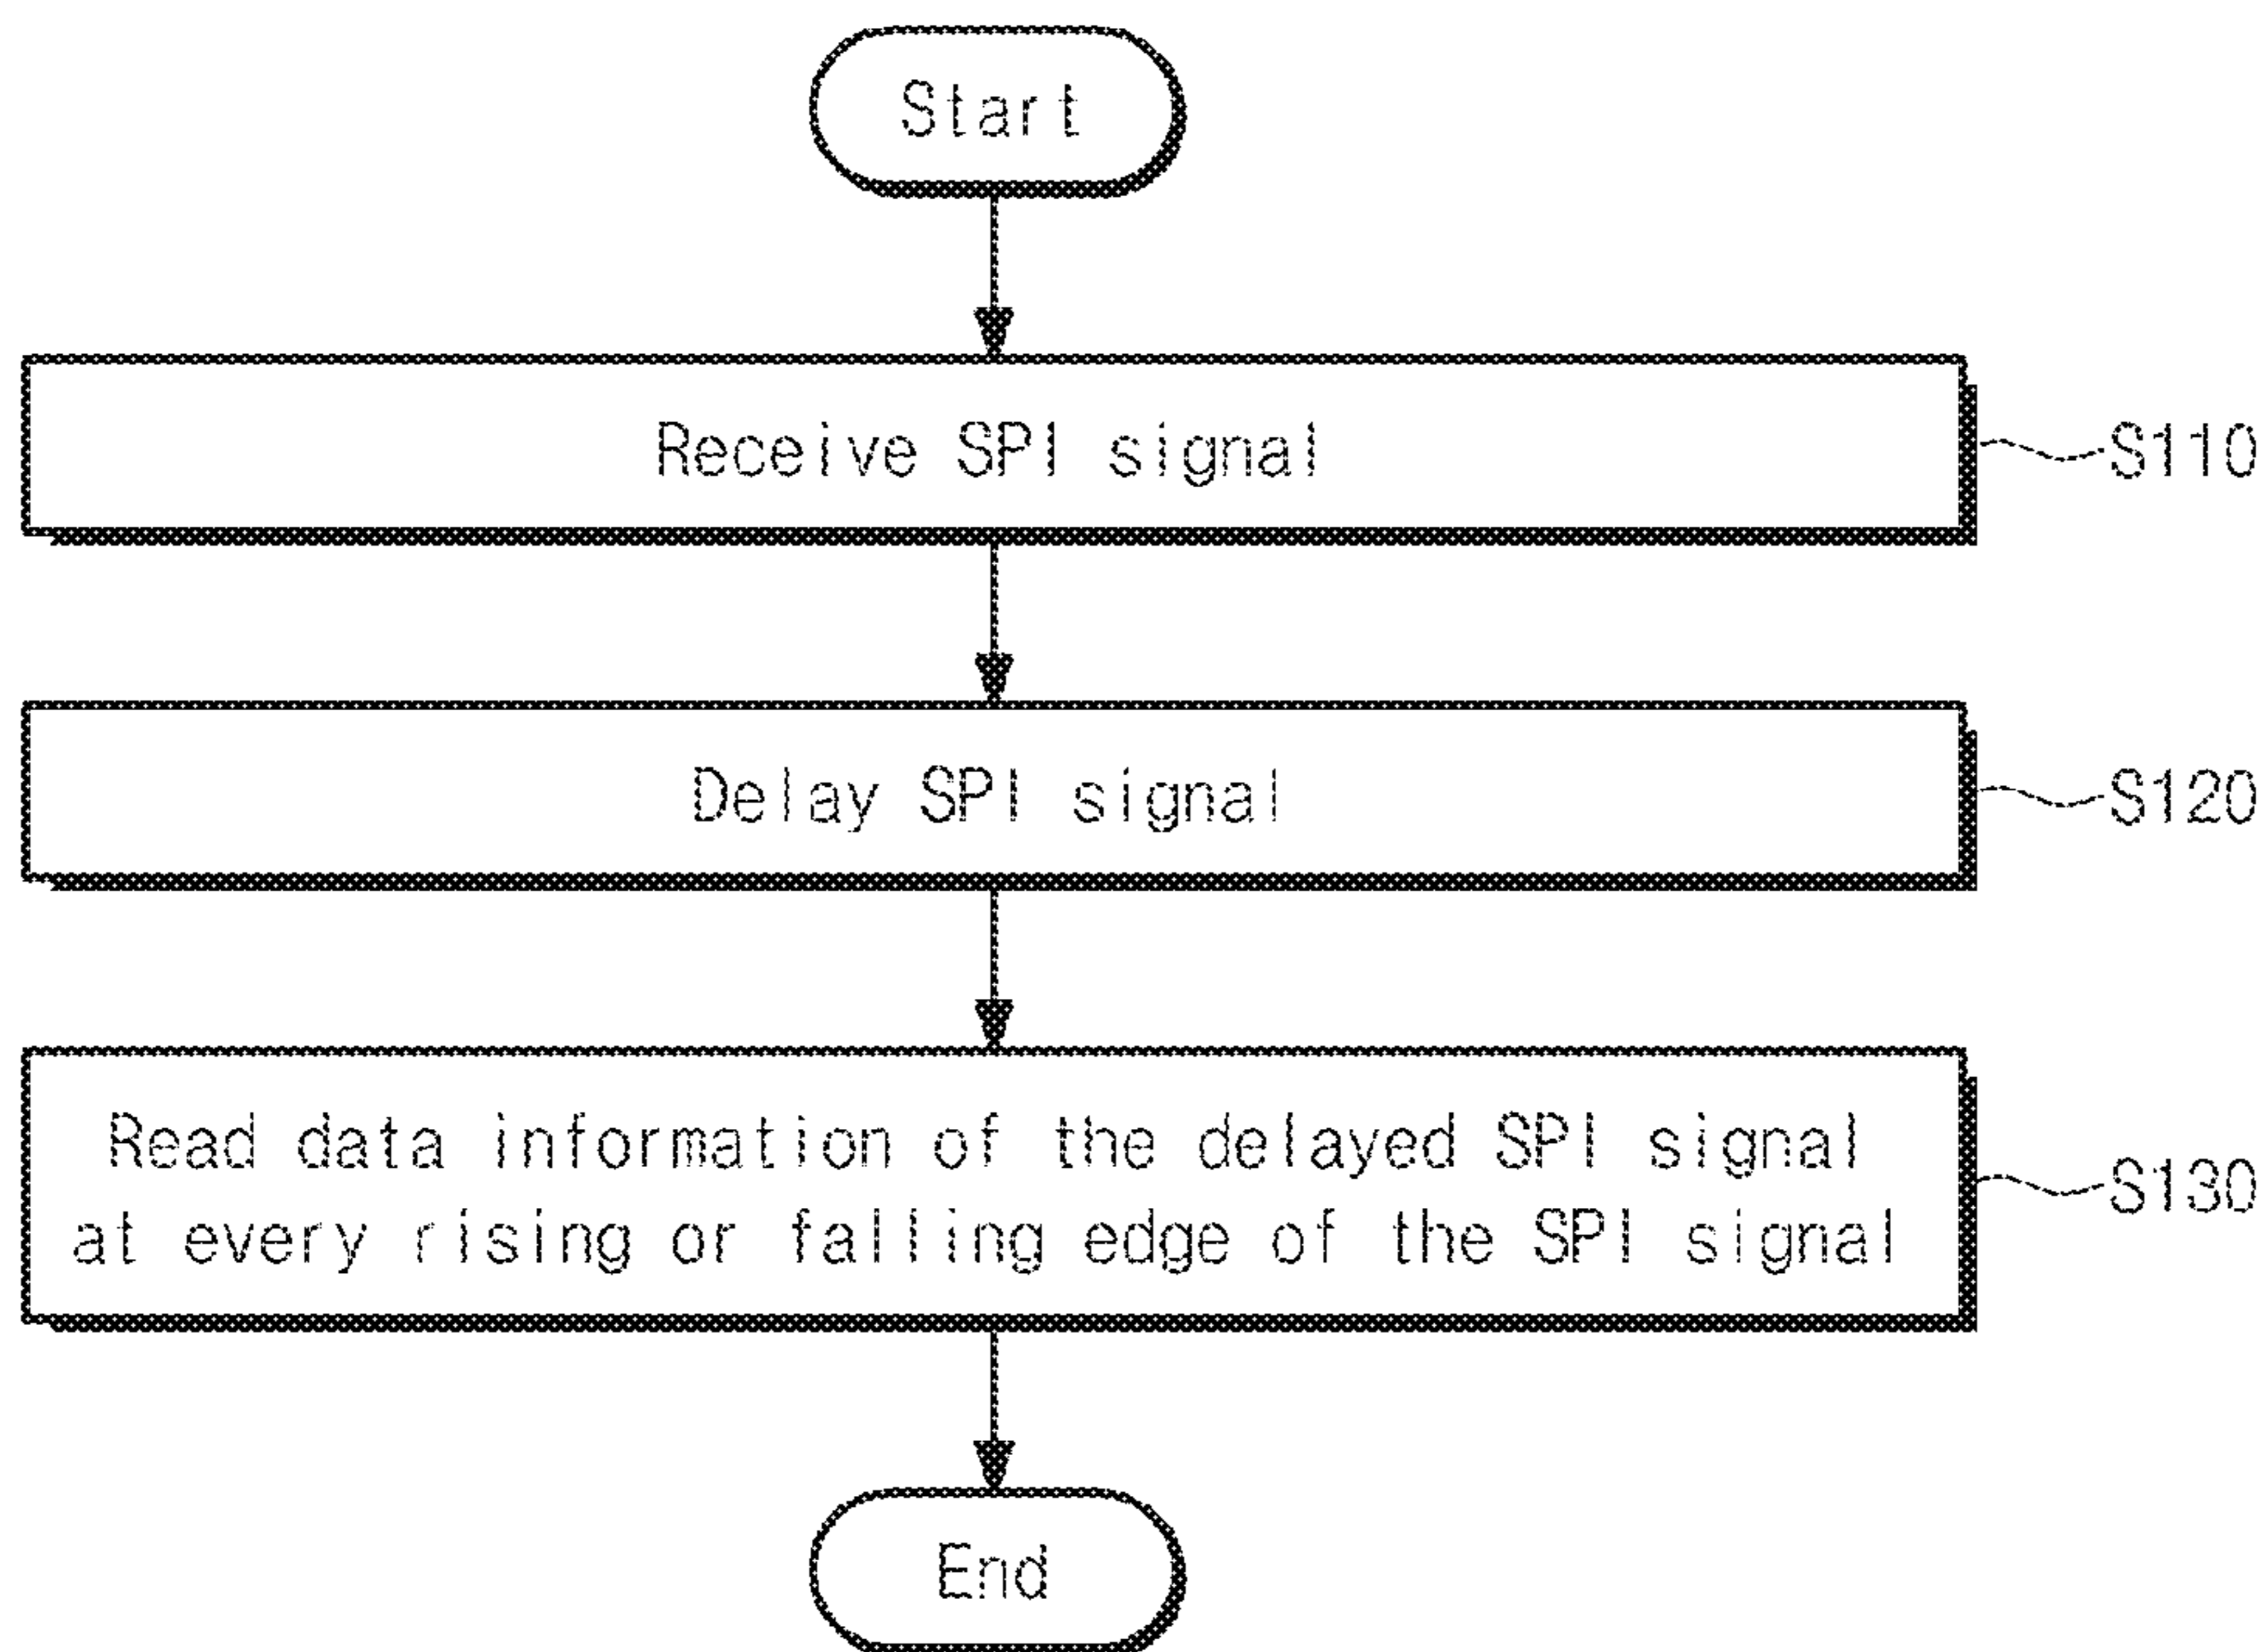 Start
Receive SPI signal
S110
Delay SPI signal
S120
Read data information of the delayed SPI signal
at every rising or falling edge of the SPI signal
S130
End